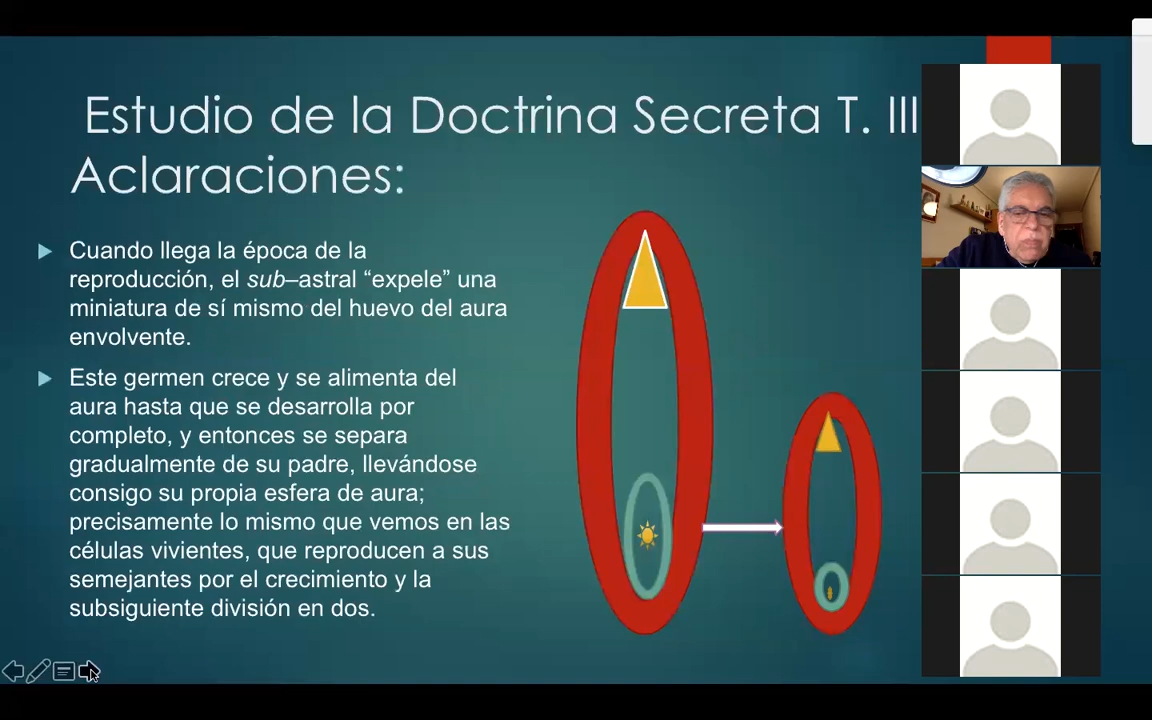 Estudio de la Doctrina Secreta T. III
Aclaraciones:
Cuando llega la época de la
reproducción, el sub–astral “expele” una
miniatura de sí mismo del huevo del aura
envolvente.
Este germen crece y se alimenta del
aura hasta que se desarrolla por
completo, y entonces se separa
gradualmente de su padre, llevándose
consigo su propia esfera de aura;
precisamente lo mismo que vemos en las
células vivientes, que reproducen a sus
semejantes por el crecimiento y la
subsiguiente división en dos.